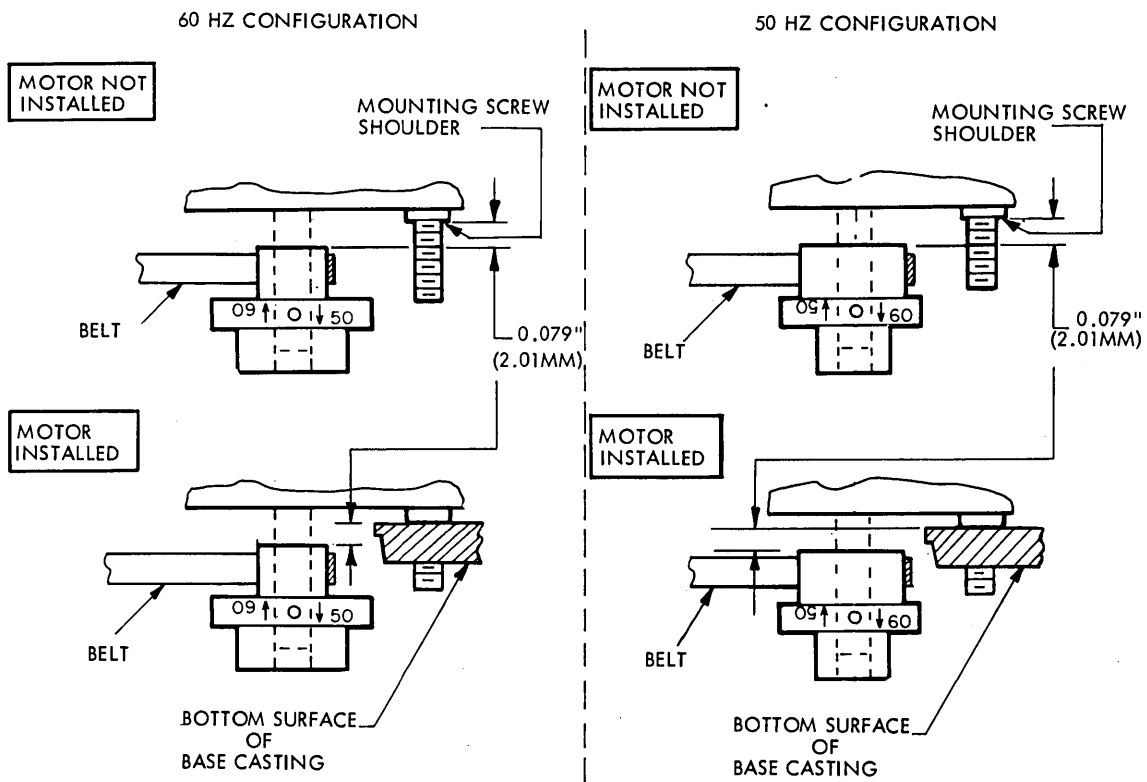 60 HZ CONFIGURATION
MOTOR NOT
INSTALLED
MOUNTING SCREW
SHOULDER
BELT
60 ↑ ↓ 50
0.079"
(2.01MM)
MOTOR
INSTALLED
BELT
60 ↑ ↓ 50
BOTTOM SURFACE
OF
BASE CASTING
50 HZ CONFIGURATION
MOTOR NOT
INSTALLED
MOUNTING SCREW
SHOULDER
BELT
50 ↑ ↓ 60
0.079"
(2.01MM)
MOTOR
INSTALLED
BELT
50 ↑ ↓ 60
BOTTOM SURFACE
OF
BASE CASTING